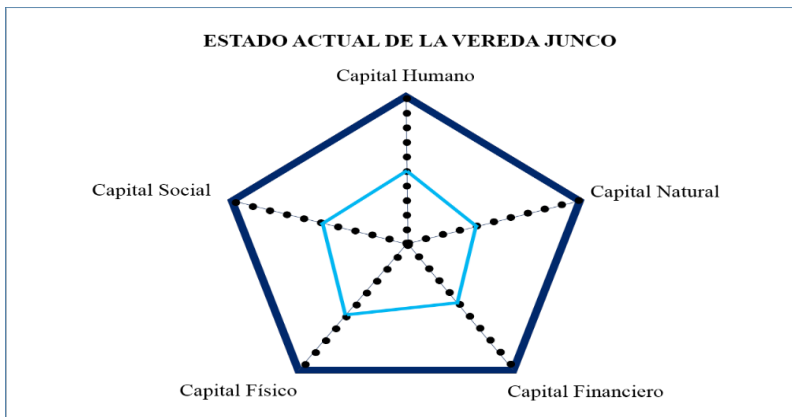 ESTADO ACTUAL DE LA VEREDA JUNCO
Capital Humano
Capital Social
Capital Natural
Capital Físico
Capital Financiero